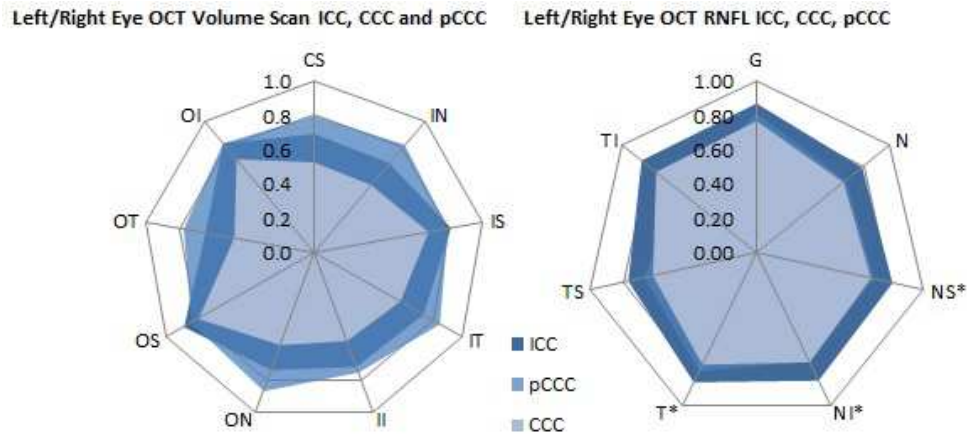 Left/Right Eye OCT Volume Scan ICC, CCC and pCCC
CS
1.0
0.8
0.6
0.4
0.2
0.0
IN
IS
IT
II
ON
OS
OT
OI
Left/Right Eye OCT RNFL ICC, CCC, pCCC
G
1.00
0.80
0.60
0.40
0.20
0.00
N
NS*
NI*
T*
TS
TI
ICC
pCCC
CCC